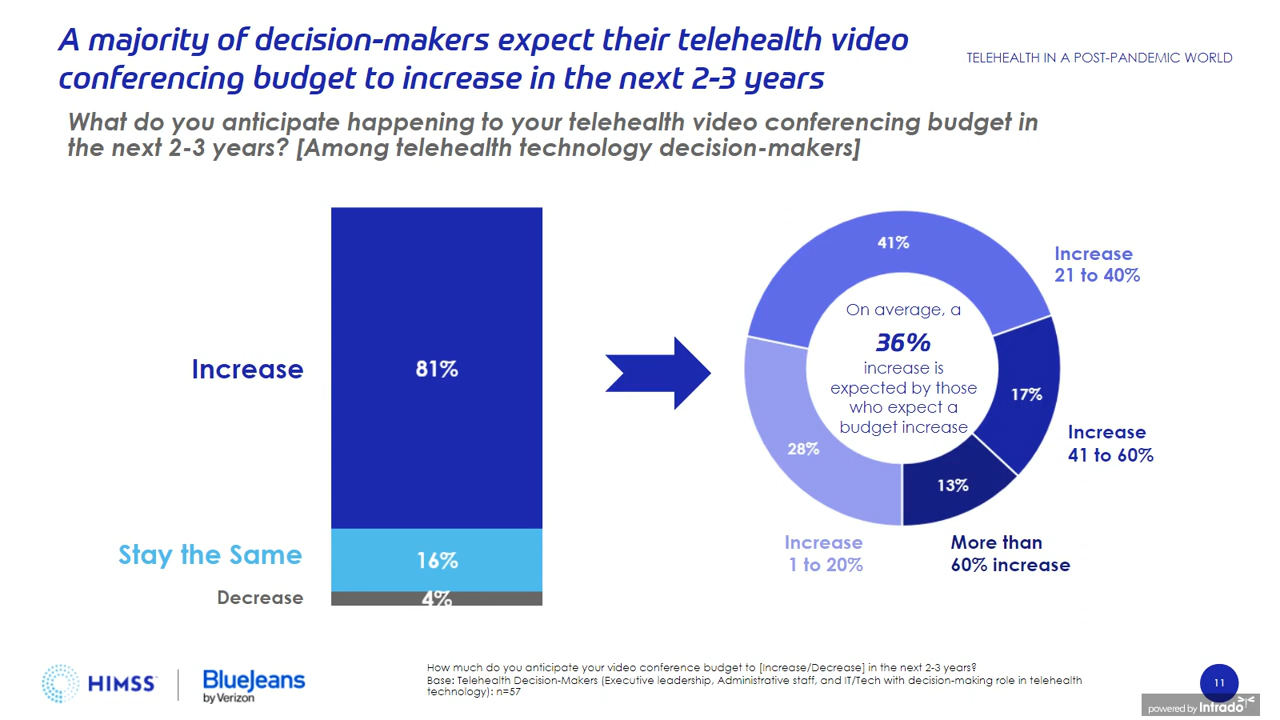 A majority of decision-makers expect their telehealth video
conferencing budget to increase in the next 2-3 years
TELEHEALTH IN A POST-PANDEMIC WORLD
What do you anticipate happening to your telehealth video conferencing budget in
the next 2-3 years? [Among telehealth technology decision-makers]
Increase
81%
Stay the Same
16%
Decrease
4%
41%
Increase
21 to 40%
On average, a
36%
increase is
expected by those
who expect a
budget increase
17%
Increase
41 to 60%
28%
13%
Increase
1 to 20%
More than
60% increase
HIMSS
BlueJeans
by Verizon
How much do you anticipate your video conference budget to [Increase/Decrease] in the next 2-3 years?
Base: Telehealth Decision-Makers (Executive leadership, Administrative staff, and IT/Tech with decision-making role in telehealth
technology): n=57
11
powered by Intrado